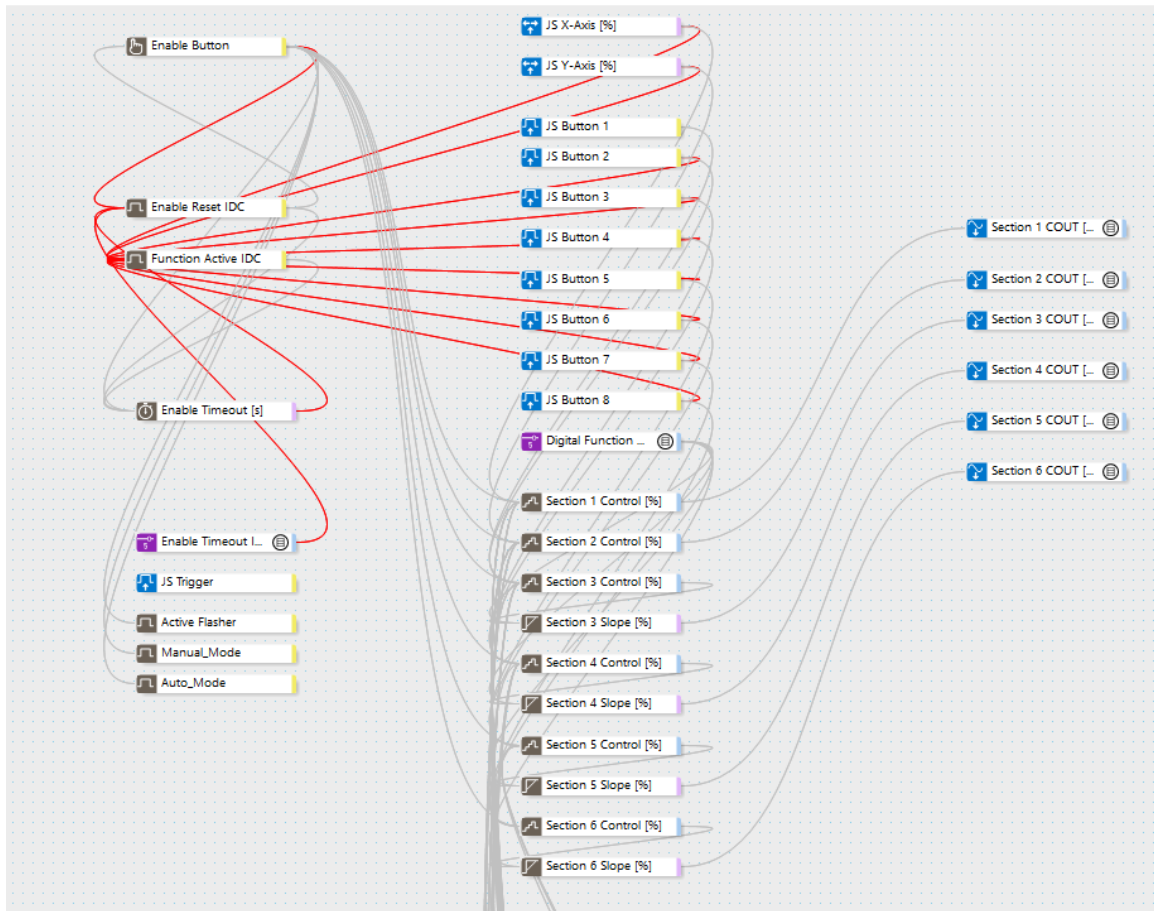 Enable Button
Enable Reset IDC
Function Active IDC
Enable Timeout [s]
Enable Timeout I...
JS Trigger
Active Flasher
Manual_Mode
Auto_Mode
JS X-Axis [%]
JS Y-Axis [%]
JS Button 1
JS Button 2
JS Button 3
JS Button 4
JS Button 5
JS Button 6
JS Button 7
JS Button 8
Digital Function ...
Section 1 Control [%]
Section 2 Control [%]
Section 3 Control [%]
Section 3 Slope [%]
Section 4 Control [%]
Section 4 Slope [%]
Section 5 Control [%]
Section 5 Slope [%]
Section 6 Control [%]
Section 6 Slope [%]
Section 1 COUT [...
Section 2 COUT [...
Section 3 COUT [...
Section 4 COUT [...
Section 5 COUT [...
Section 6 COUT [...